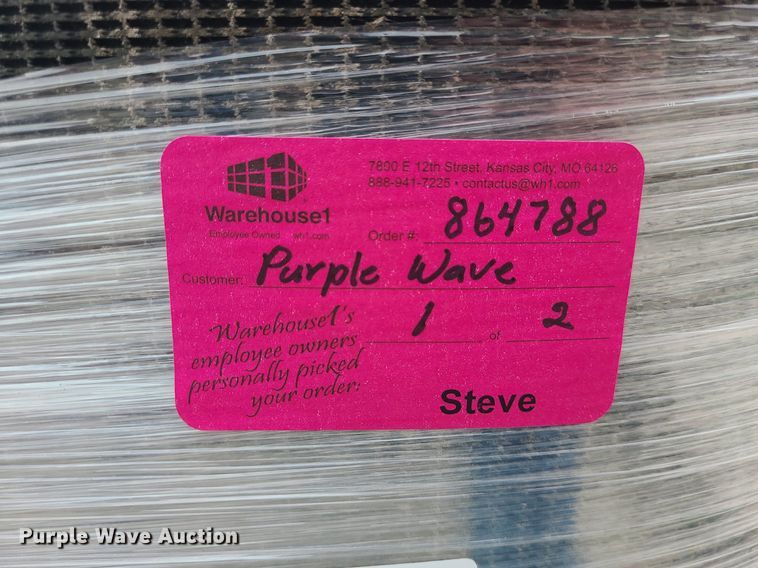 7800 E 12th Street, Kansas City, MO 64126
888-941-7225 • contactus@wh1.com
Warehouse1
Employee Owned wh1.com
Order #: 864788
Customer: Purple Wave
1 of 2
Warehouse1's
employee owners
personally picked
your order:
Steve
Purple Wave Auction